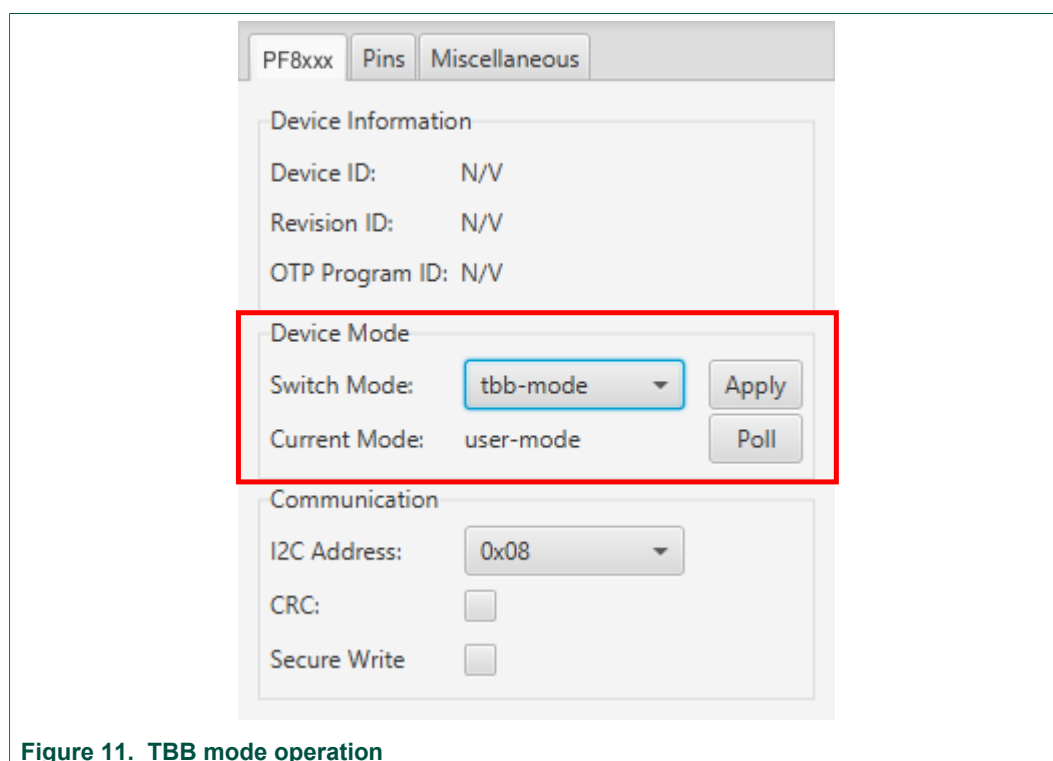 PF8xxx Pins Miscellaneous
Device Information
Device ID: N/V
Revision ID: N/V
OTP Program ID: N/V
Device Mode
Switch Mode: tbb-mode Apply
Current Mode: user-mode Poll
Communication
I2C Address: 0x08
CRC:
Secure Write
Figure 11. TBB mode operation